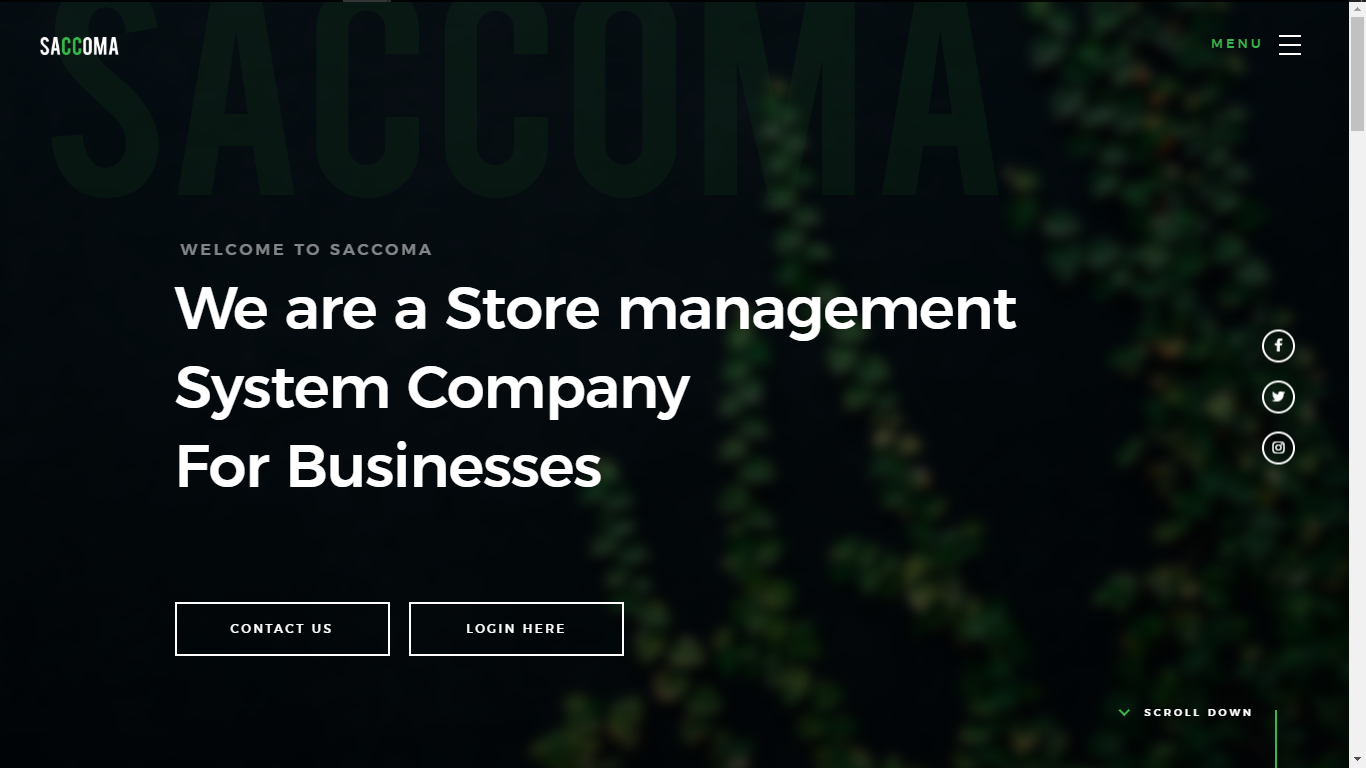 SACCOMA
SACCOMA
MENU
WELCOME TO SACCOMA
We are a Store management
System Company
For Businesses
CONTACT US
LOGIN HERE
SCROLL DOWN